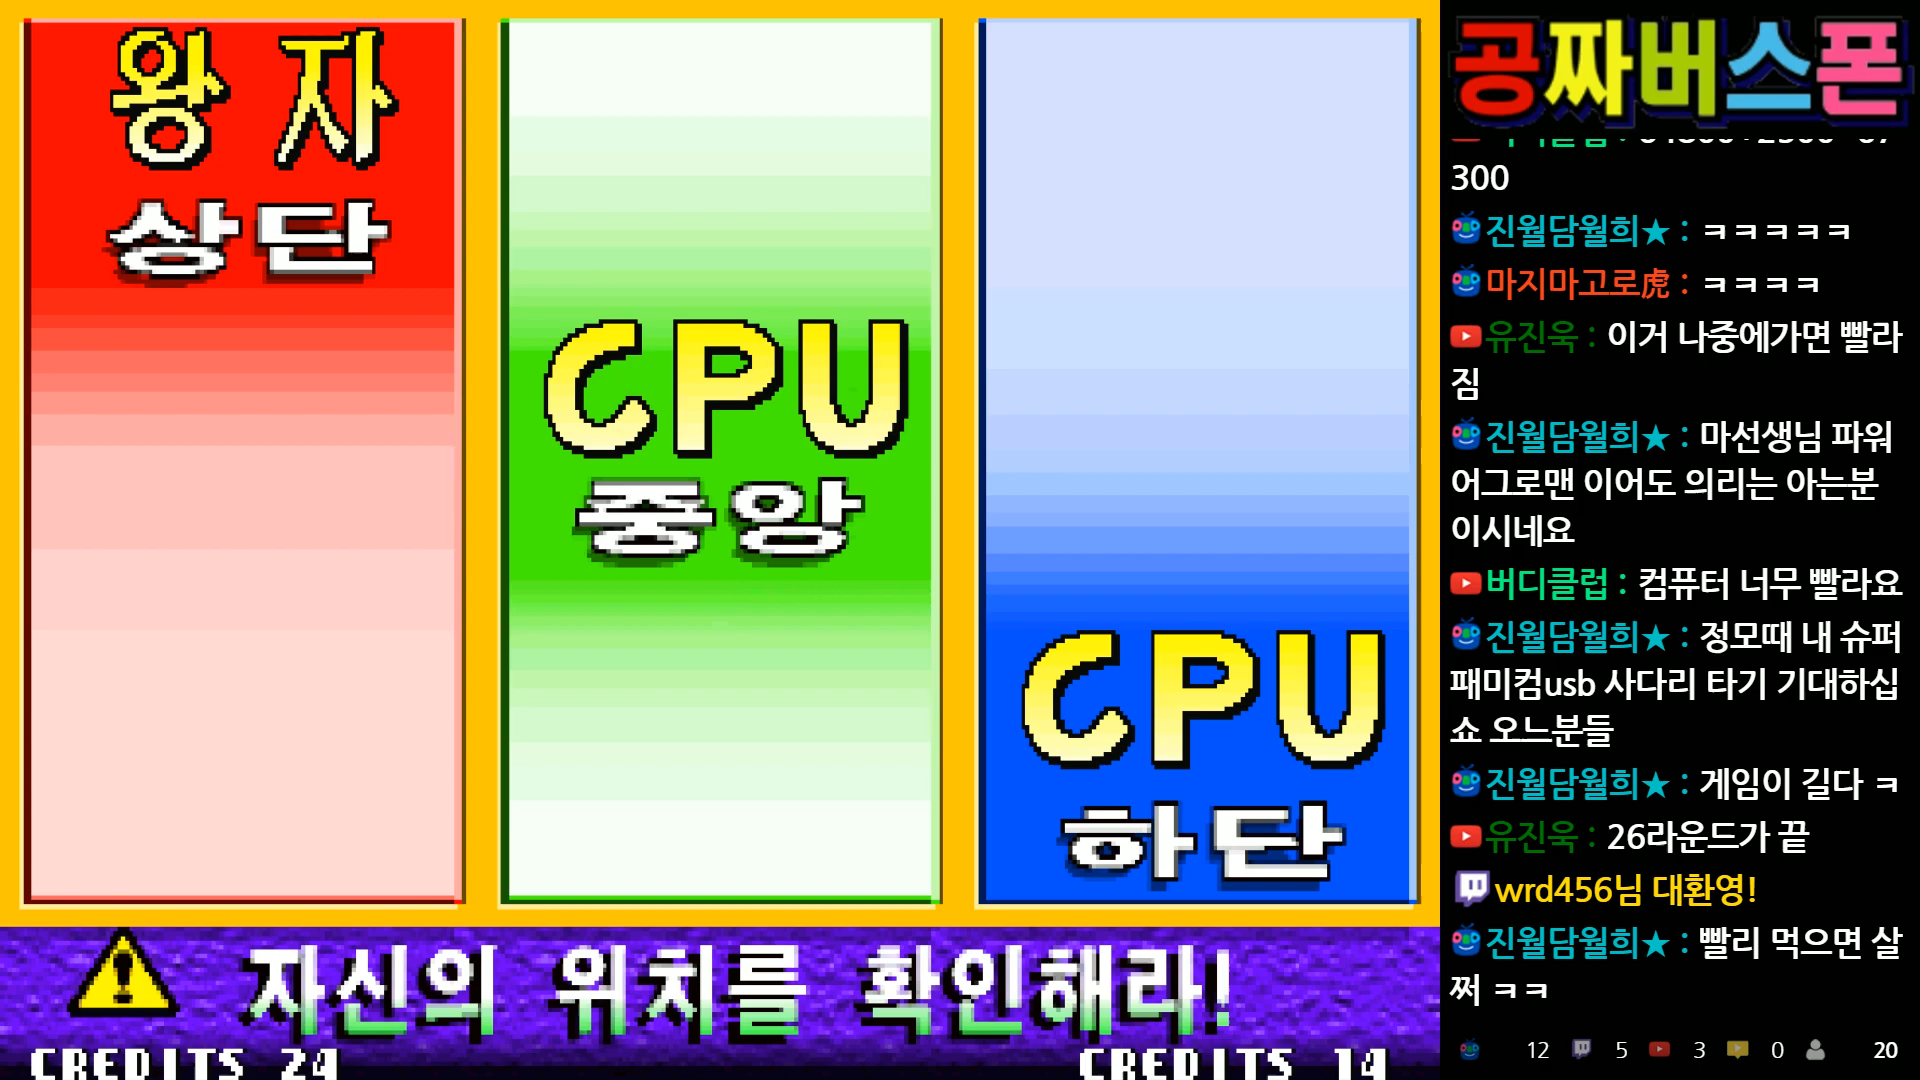 왕자
상단
CPU
중앙
CPU
하단
자신의 위치를 확인해라!
CREDITS 24
CREDITS 14
공짜버스폰
300
진월담월희★ : ㅋㅋㅋㅋㅋ
마지마고로虎 : ㅋㅋㅋㅋ
유진욱 : 이거 나중에가면 빨라
짐
진월담월희★ : 마선생님 파워
어그로맨 이어도 의리는 아는분
이시네요
버디클럽 : 컴퓨터 너무 빨라요
진월담월희★ : 정모때 내 슈퍼
패미컴usb 사다리 타기 기대하십
쇼 오느분들
진월담월희★ : 게임이 길다 ㅋ
유진욱 : 26라운드가 끝
wrd456님 대환영!
진월담월희★ : 빨리 먹으면 살
쪄 ㅋㅋ
12 5 3 0 20